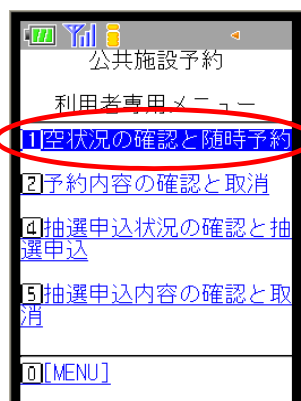 公共施設予約
利用者専用メニュー
1空状況の確認と随時予約
2予約内容の確認と取消
4抽選申込状況の確認と抽
選申込
5抽選申込内容の確認と取
消
0[MENU]